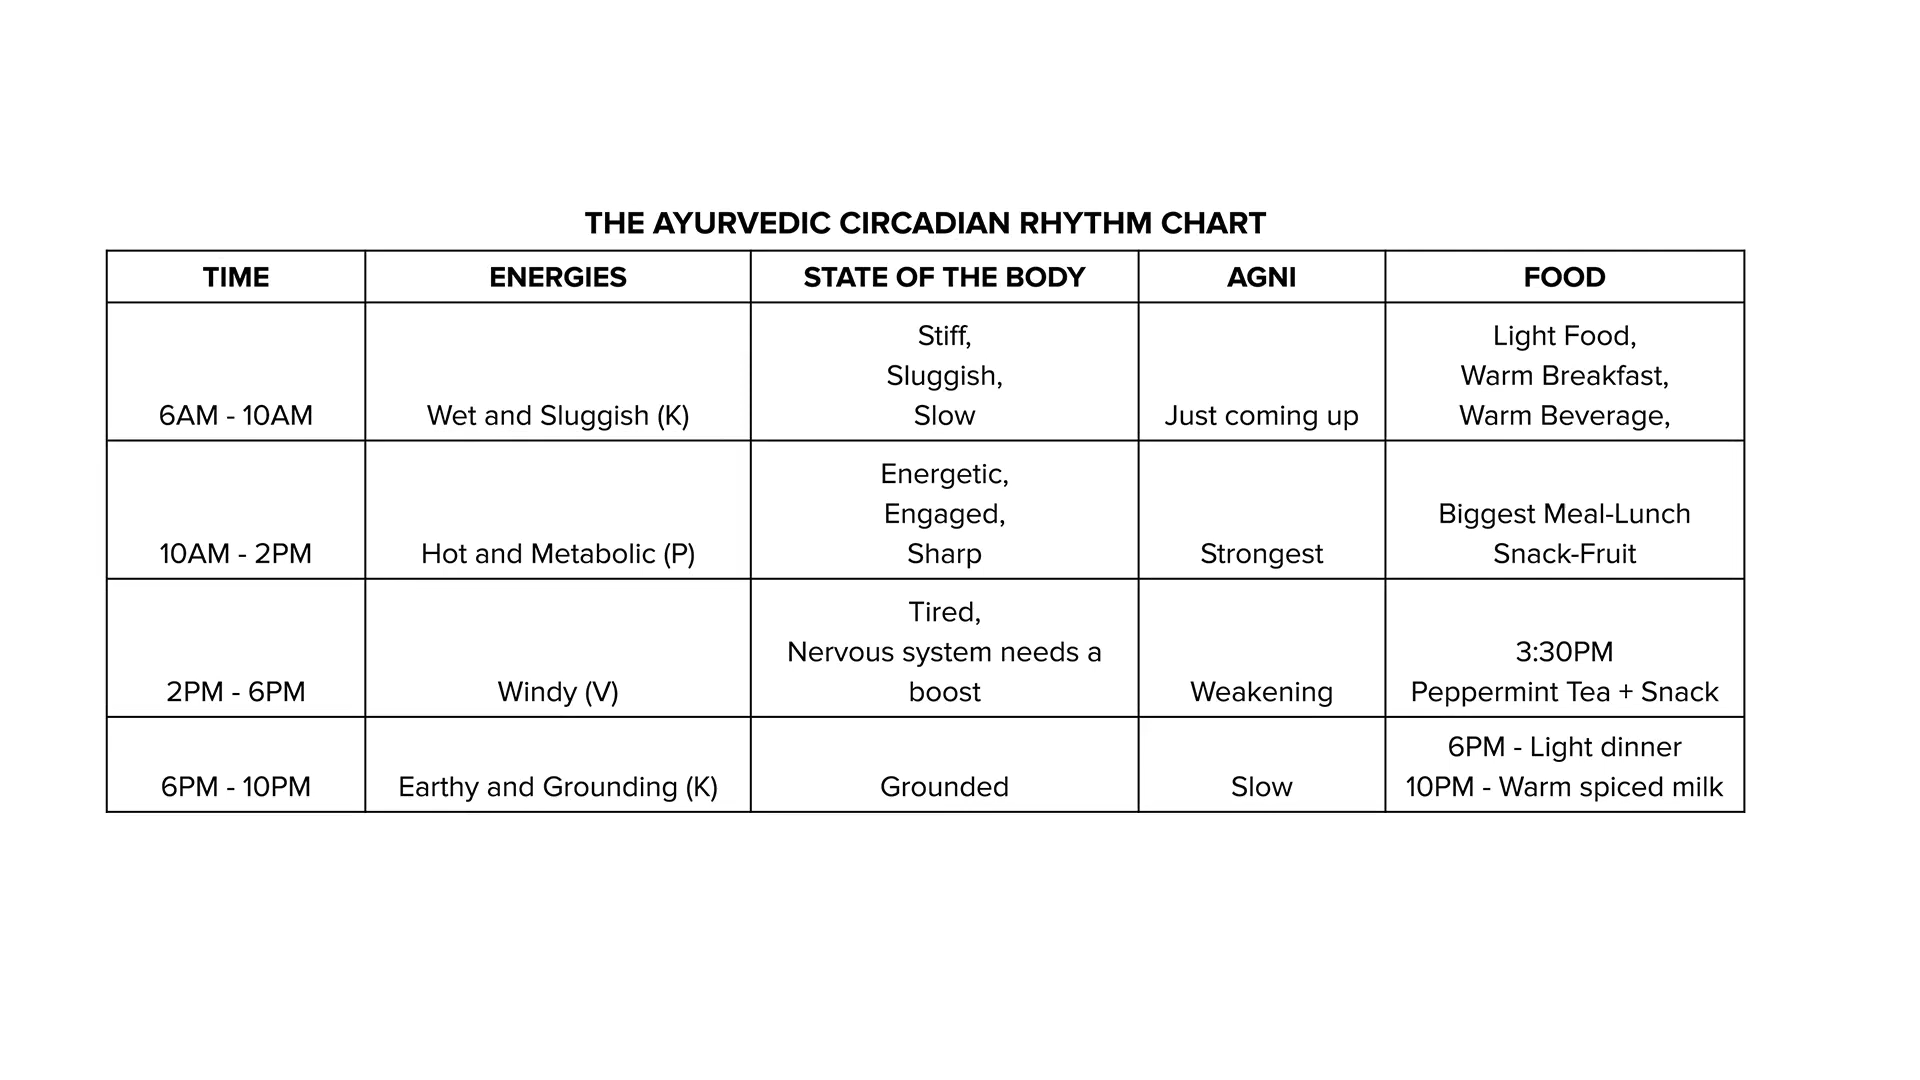 THE AYURVEDIC CIRCADIAN RHYTHM CHART
TIME ENERGIES STATE OF THE BODY AGNI FOOD
6AM - 10AM
Wet and Sluggish (K)
Stiff,
Sluggish,
Slow
Just coming up
Light Food,
Warm Breakfast,
Warm Beverage,
10AM - 2PM
Hot and Metabolic (P)
Energetic,
Engaged,
Sharp
Strongest
Biggest Meal-Lunch
Snack-Fruit
2PM - 6PM
Windy (V)
Tired,
Nervous system needs a
boost
Weakening
3:30PM
Peppermint Tea + Snack
6PM - 10PM
Earthy and Grounding (K)
Grounded
Slow
6PM - Light dinner
10PM - Warm spiced milk